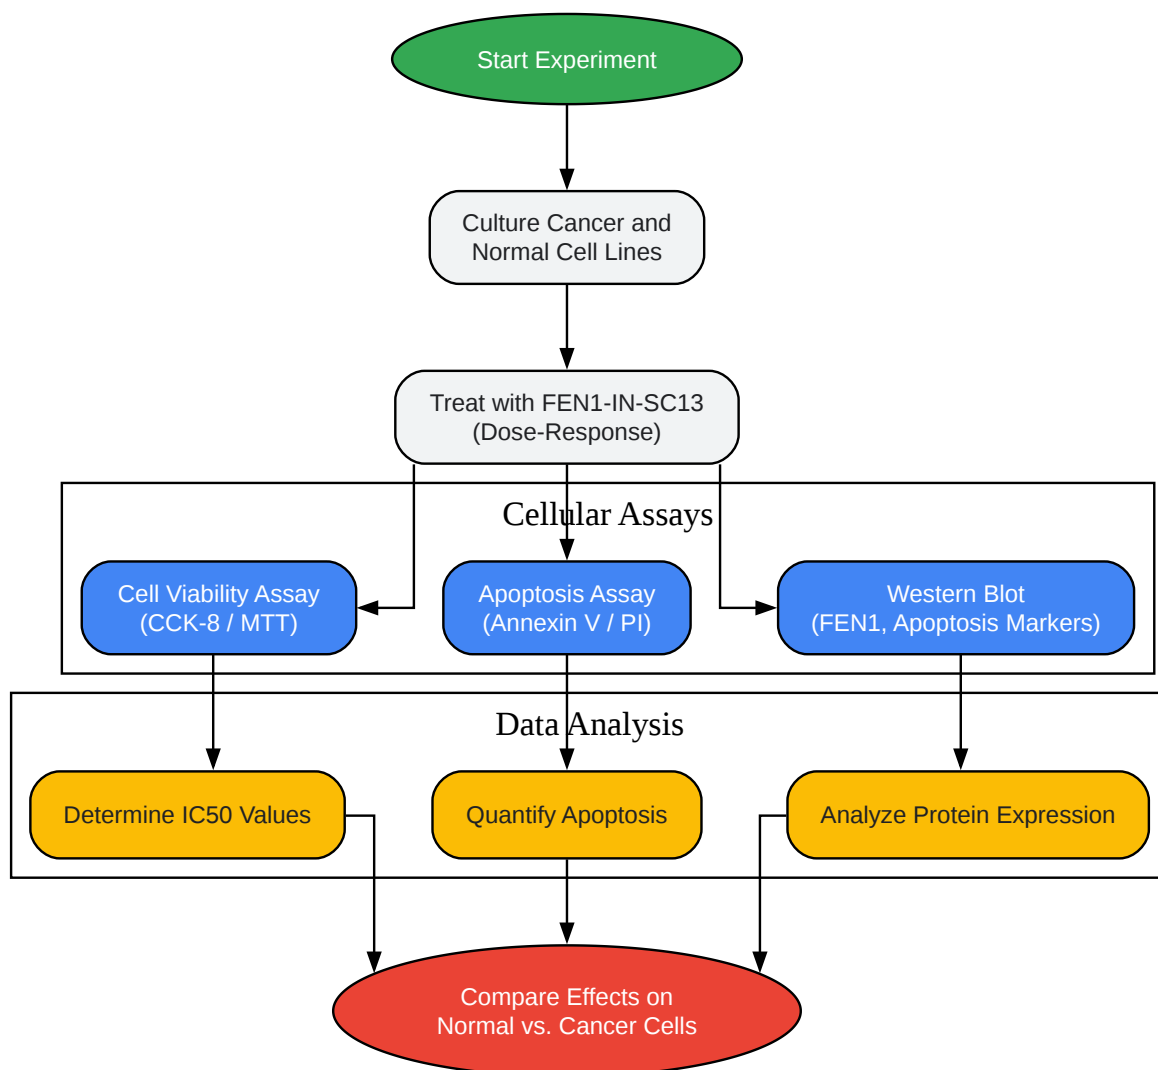 Start Experiment
Culture Cancer and
Normal Cell Lines
Treat with FEN1-IN-SC13
(Dose-Response)
Cellular Assays
Cell Viability Assay
(CCK-8 / MTT)
Apoptosis Assay
(Annexin V / PI)
Western Blot
(FEN1, Apoptosis Markers)
Data Analysis
Determine IC50 Values
Quantify Apoptosis
Analyze Protein Expression
Compare Effects on
Normal vs. Cancer Cells